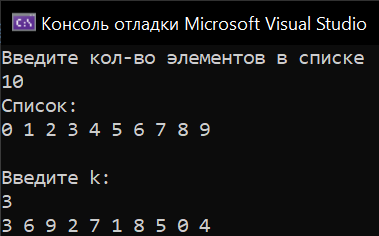 Консоль отладки Microsoft Visual Studio
Введите кол-во элементов в списке
10
Список:
0 1 2 3 4 5 6 7 8 9
Введите k:
3
3 6 9 2 7 1 8 5 0 4